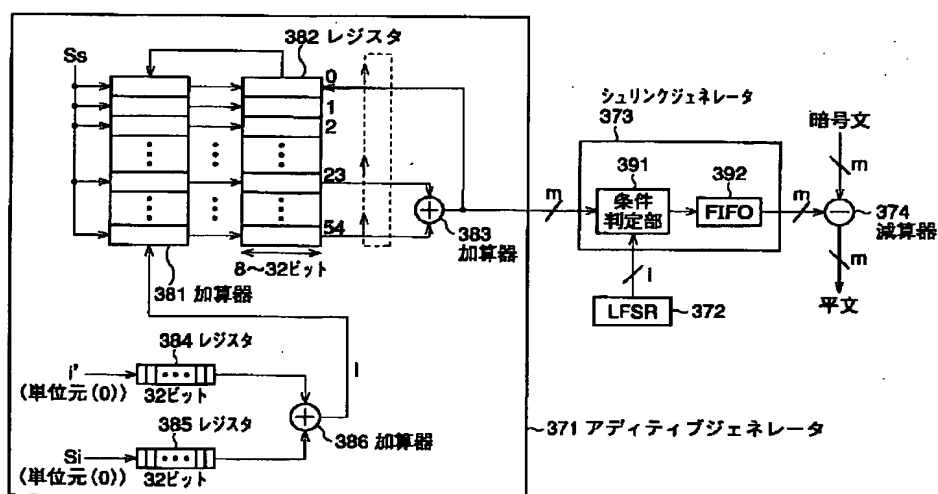 382 レジスタ
Ss
0
1
2
23
54
8〜32ビット
381 加算器
383
加算器
384 レジスタ
i'
(単位元(0))
32ビット
385 レジスタ
Si
(単位元(0))
32ビット
386 加算器
I
371 アディティブジェネレータ
m
シュリンクジェネレータ
373
391
条件
判定部
392
FIFO
l
LFSR
372
m
暗号文
m
374
減算器
m
平文